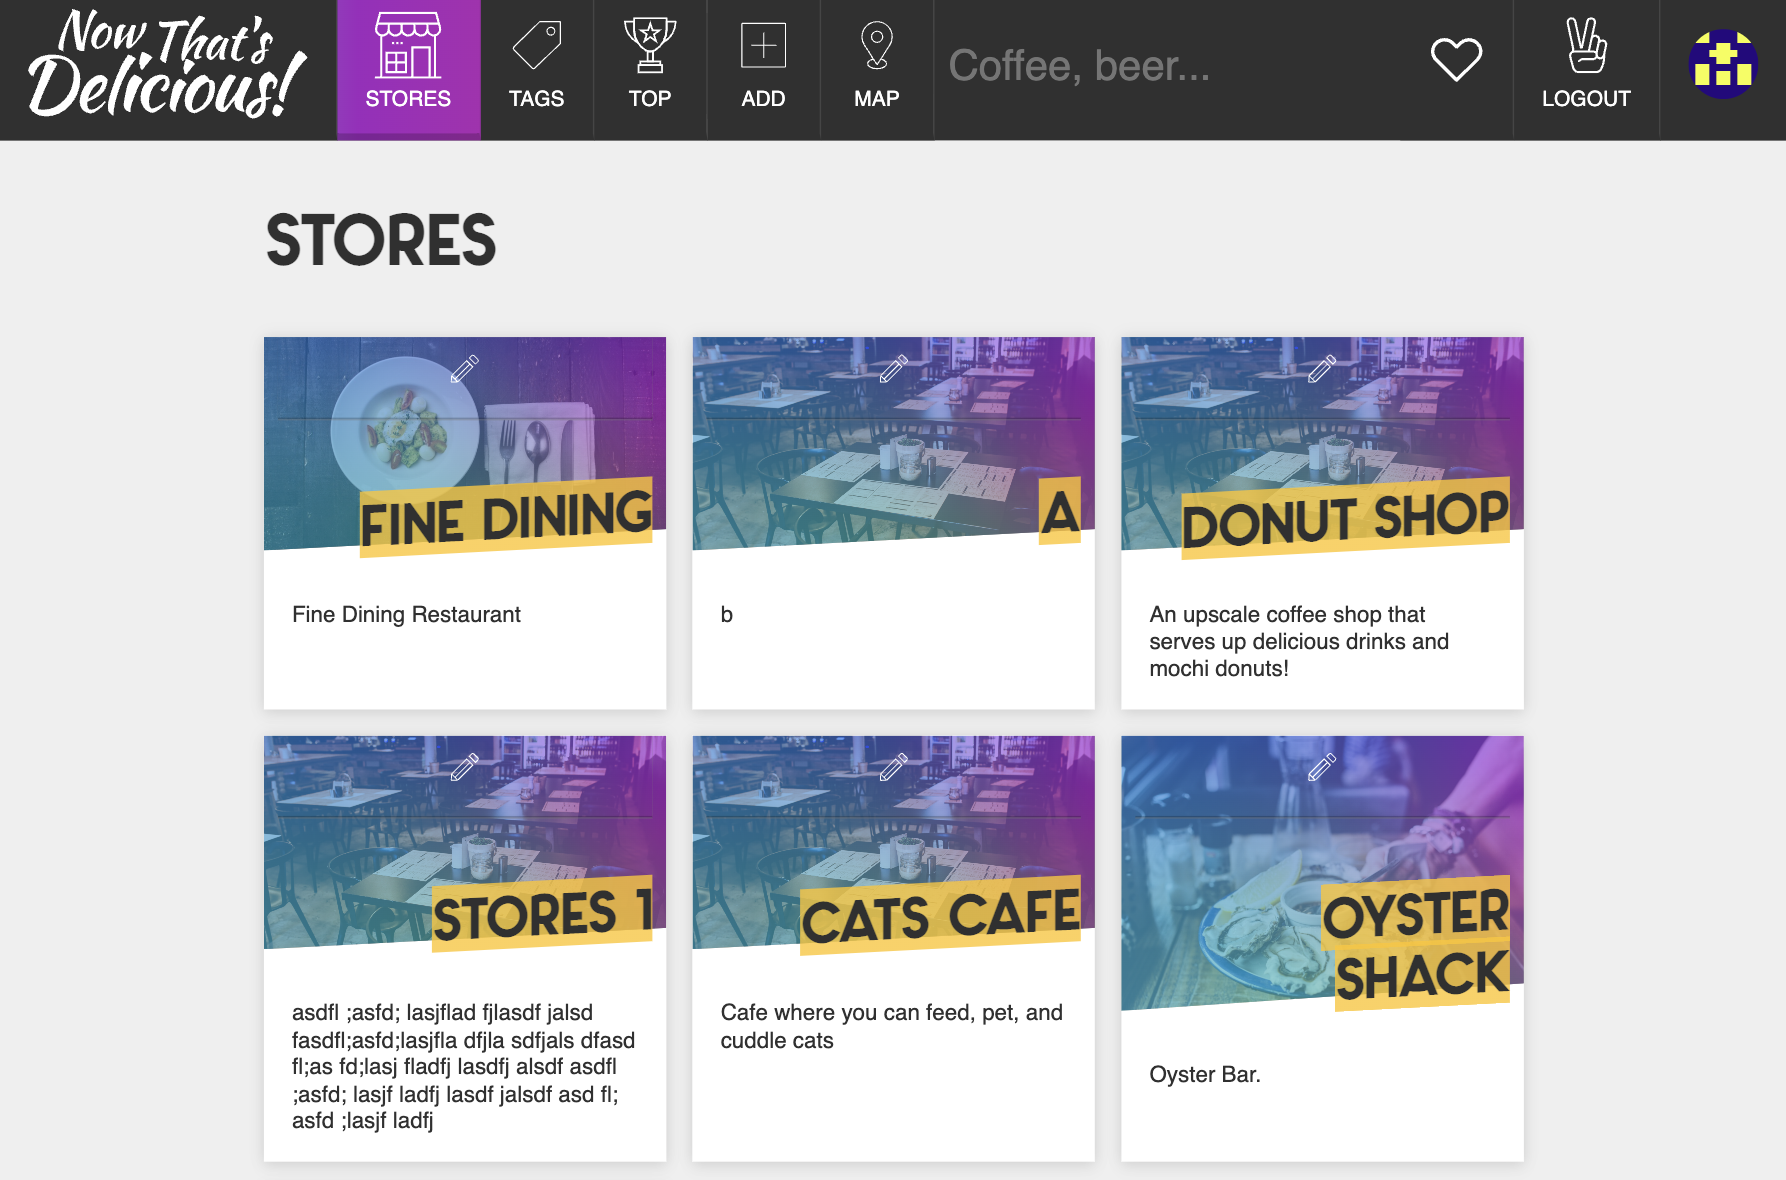 Now That's
Delicious!
STORES
TAGS
TOP
ADD
MAP
Coffee, beer...
LOGOUT
STORES
FINE DINING
Fine Dining Restaurant
A
b
DONUT SHOP
An upscale coffee shop that
serves up delicious drinks and
mochi donuts!
STORES 1
asdfl ;asfd; lasjflad fjlasdf jalsd
fasdfl;asfd;lasjfla dfjla sdfjals dfasd
fl;as fd;lasj fladfj lasdfj alsdf asdfl
;asfd; lasjf ladfj lasdf jalsdf asd fl;
asfd ;lasjf ladfj
CATS CAFE
Cafe where you can feed, pet, and
cuddle cats
OYSTER
SHACK
Oyster Bar.